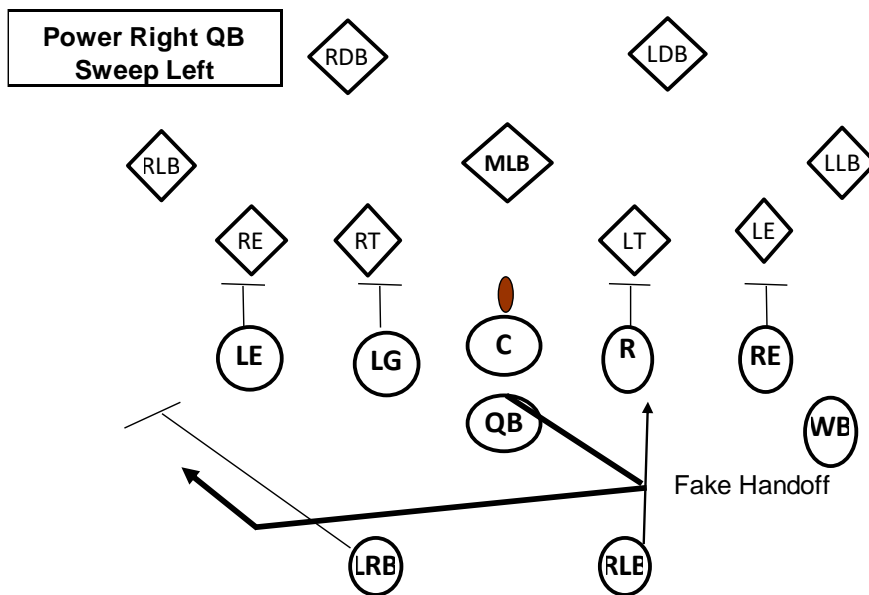 Power Right QB
Sweep Left
RDB
LDB
RLB
MLB
LLB
RE
RT
LT
LE
LE
LG
C
R
RE
QB
WB
Fake Handoff
LRB
RLB